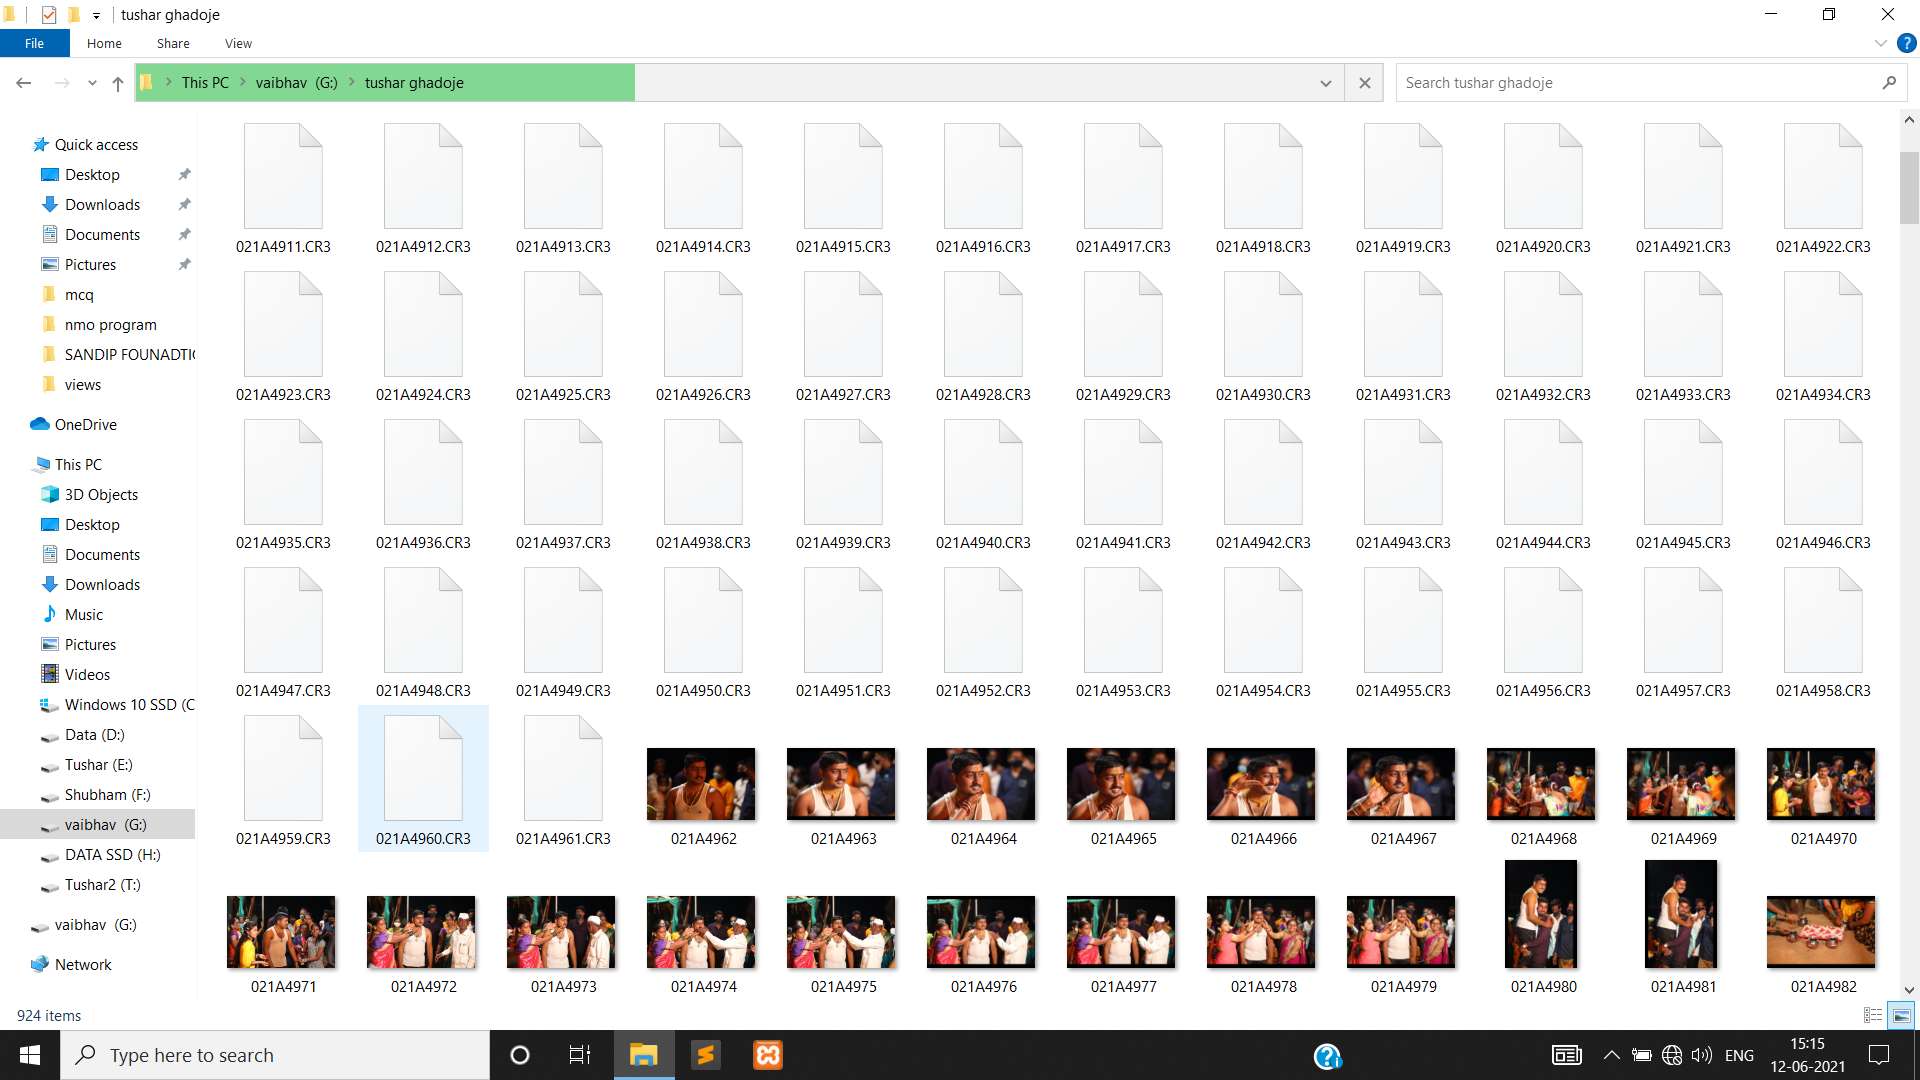 tushar ghadoje
File Home Share View
This PC vaibhav (G:) tushar ghadoje
Search tushar ghadoje
Quick access
Desktop
Downloads
Documents
Pictures
mcq
nmo program
SANDIP FOUNADTIC
views
OneDrive
This PC
3D Objects
Desktop
Documents
Downloads
Music
Pictures
Videos
Windows 10 SSD (C
Data (D:)
Tushar (E:)
Shubham (F:)
vaibhav (G:)
DATA SSD (H:)
Tushar2 (T:)
vaibhav (G:)
Network
021A4911.CR3 021A4912.CR3 021A4913.CR3 021A4914.CR3 021A4915.CR3 021A4916.CR3 021A4917.CR3 021A4918.CR3 021A4919.CR3 021A4920.CR3 021A4921.CR3 021A4922.CR3
021A4923.CR3 021A4924.CR3 021A4925.CR3 021A4926.CR3 021A4927.CR3 021A4928.CR3 021A4929.CR3 021A4930.CR3 021A4931.CR3 021A4932.CR3 021A4933.CR3 021A4934.CR3
021A4935.CR3 021A4936.CR3 021A4937.CR3 021A4938.CR3 021A4939.CR3 021A4940.CR3 021A4941.CR3 021A4942.CR3 021A4943.CR3 021A4944.CR3 021A4945.CR3 021A4946.CR3
021A4947.CR3 021A4948.CR3 021A4949.CR3 021A4950.CR3 021A4951.CR3 021A4952.CR3 021A4953.CR3 021A4954.CR3 021A4955.CR3 021A4956.CR3 021A4957.CR3 021A4958.CR3
021A4959.CR3 021A4960.CR3 021A4961.CR3 021A4962 021A4963 021A4964 021A4965 021A4966 021A4967 021A4968 021A4969 021A4970
021A4971 021A4972 021A4973 021A4974 021A4975 021A4976 021A4977 021A4978 021A4979 021A4980 021A4981 021A4982
924 items
Type here to search
ENG
15:15
12-06-2021